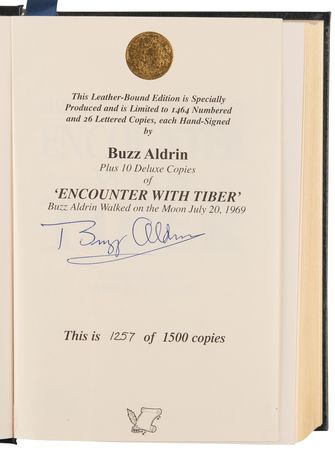 This Leather-Bound Edition is Specially
Produced and is Limited to 1464 Numbered
and 26 Lettered Copies, each Hand-Signed
by
Buzz Aldrin
Plus 10 Deluxe Copies
of
‘ENCOUNTER WITH TIBER’
Buzz Aldrin Walked on the Moon July 20, 1969
Buzz Aldrin
This is 1257 of 1500 copies